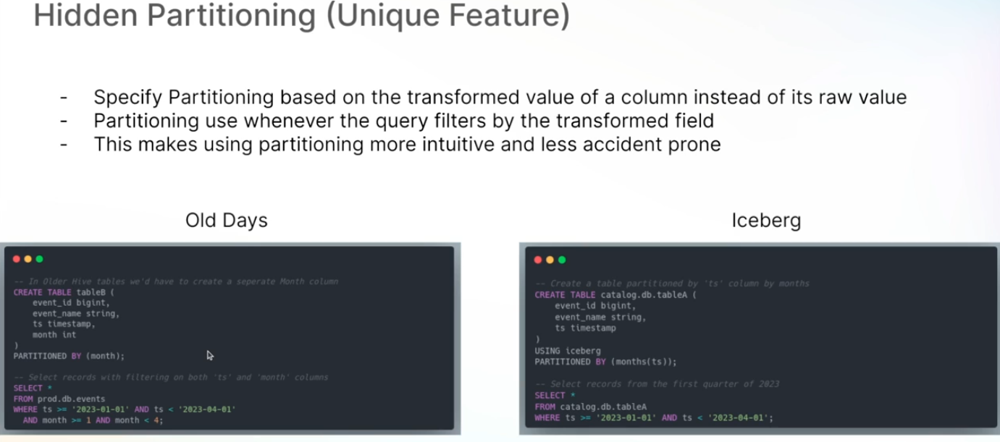 Hidden Partitioning (Unique Feature)
- Specify Partitioning based on the transformed value of a column instead of its raw value
- Partitioning use whenever the query filters by the transformed field
- This makes using partitioning more intuitive and less accident prone
Old Days
-- In Older Hive tables we'd have to create a seperate Month column
CREATE TABLE tableB (
    event_id bigint,
    event_name string,
    ts timestamp,
    month int
)
PARTITIONED BY (month);
-- Select records with filtering on both 'ts' and 'month' columns
SELECT *
FROM prod.db.events
WHERE ts >= '2023-01-01' AND ts < '2023-04-01'
  AND month >= 1 AND month < 4;
Iceberg
-- Create a table partitioned by 'ts' column by months
CREATE TABLE catalog.db.tableA (
    event_id bigint,
    event_name string,
    ts timestamp
)
USING iceberg
PARTITIONED BY (months(ts));
-- Select records from the first quarter of 2023
SELECT *
FROM catalog.db.tableA
WHERE ts >= '2023-01-01' AND ts < '2023-04-01';